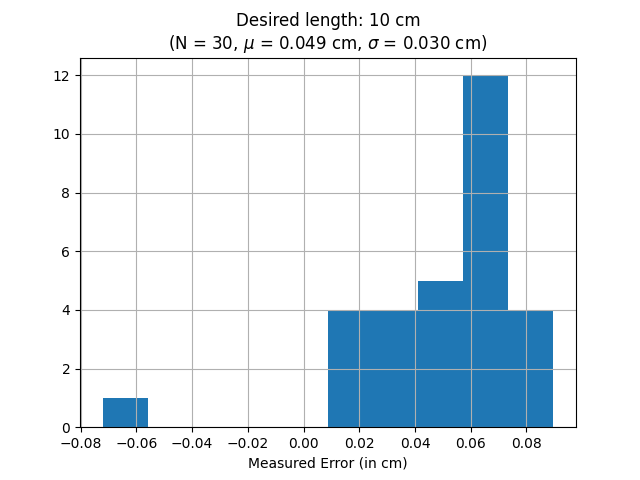 Desired length: 10 cm
(N = 30, μ = 0.049 cm, σ = 0.030 cm)
12
10
8
6
4
2
0
−0.08 −0.06 −0.04 −0.02 0.00 0.02 0.04 0.06 0.08
Measured Error (in cm)